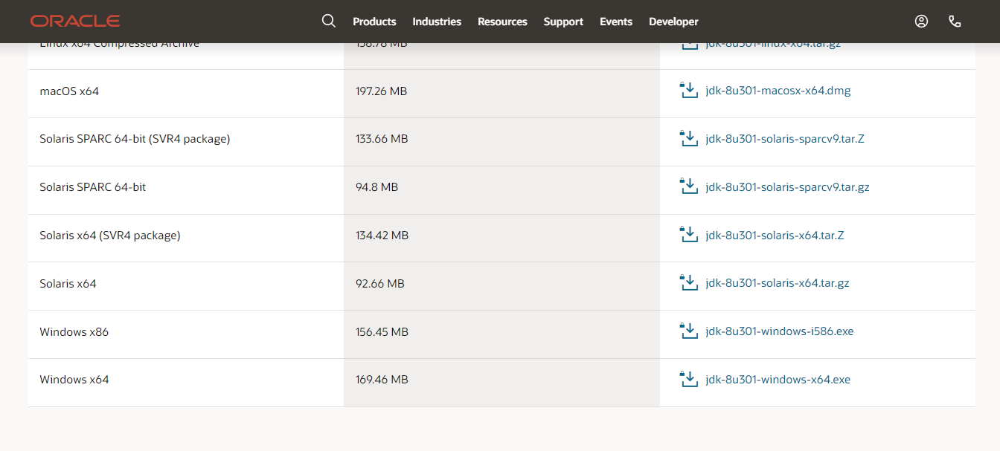 ORACLE
Products Industries Resources Support Events Developer
Linux x64 Compressed Archive 138.78 MB jdk-8u301-linux-x64.tar.gz
macOS x64 197.26 MB jdk-8u301-macosx-x64.dmg
Solaris SPARC 64-bit (SVR4 package) 133.66 MB jdk-8u301-solaris-sparcv9.tar.Z
Solaris SPARC 64-bit 94.8 MB jdk-8u301-solaris-sparcv9.tar.gz
Solaris x64 (SVR4 package) 134.42 MB jdk-8u301-solaris-x64.tar.Z
Solaris x64 92.66 MB jdk-8u301-solaris-x64.tar.gz
Windows x86 156.45 MB jdk-8u301-windows-i586.exe
Windows x64 169.46 MB jdk-8u301-windows-x64.exe